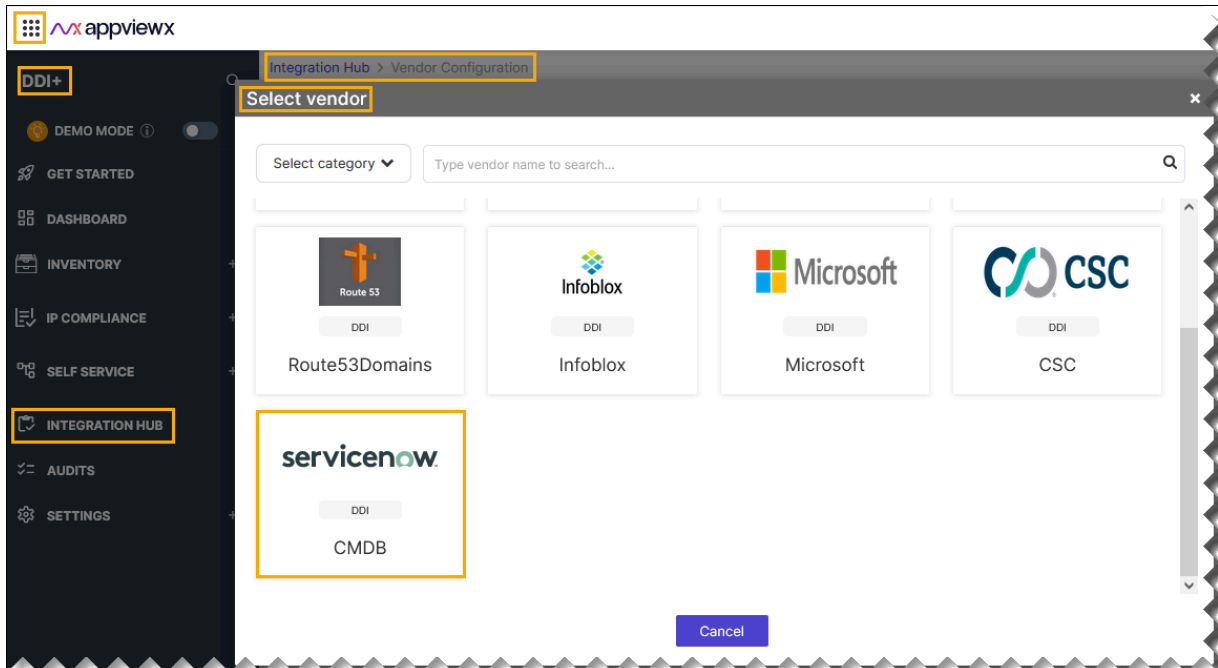 appviewx
DDI+
Integration Hub > Vendor Configuration
Select vendor
×
DEMO MODE
GET STARTED
DASHBOARD
INVENTORY +
IP COMPLIANCE +
SELF SERVICE +
INTEGRATION HUB
AUDITS
SETTINGS +
Select category
Type vendor name to search...
Route 53
DDI
Route53Domains
Infoblox
DDI
Infoblox
Microsoft
DDI
Microsoft
CSC
DDI
CSC
servicenow.
DDI
CMDB
Cancel